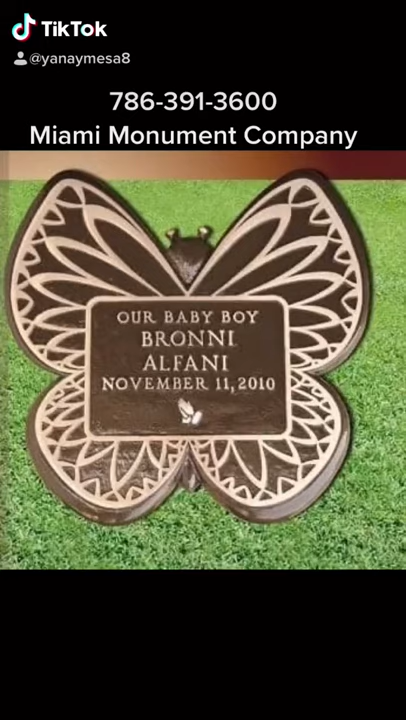 TikTok
@yanaymesa8
786-391-3600
Miami Monument Company
OUR BABY BOY
BRONNI
ALFANI
NOVEMBER 11, 2010